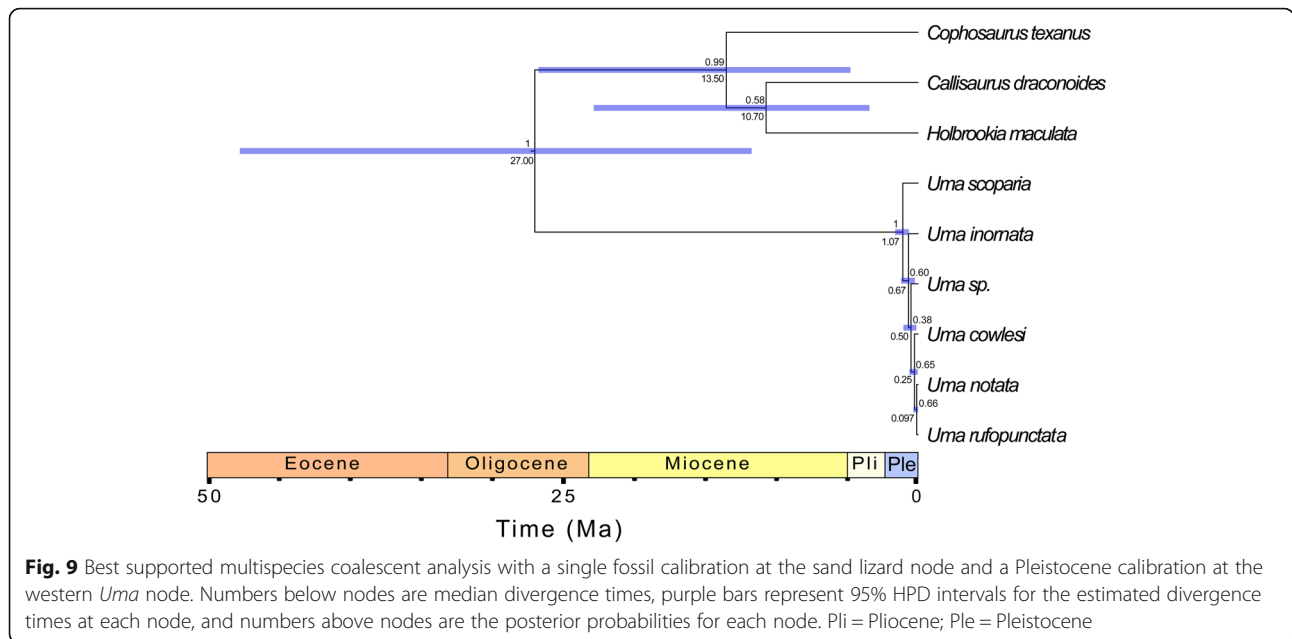 Cophosaurus texanus
0.99
13.50
Callisaurus draconoides
0.58
10.70
Holbrookia maculata
1
27.00
Uma scoparia
1
1.07
Uma inornata
0.60
0.67
Uma sp.
0.38
0.50
Uma cowlesi
0.65
0.25
Uma notata
0.66
0.097
Uma rufopunctata
Eocene Oligocene Miocene Pli Ple
50 25 0
Time (Ma)
Fig. 9 Best supported multispecies coalescent analysis with a single fossil calibration at the sand lizard node and a Pleistocene calibration at the
western Uma node. Numbers below nodes are median divergence times, purple bars represent 95% HPD intervals for the estimated divergence
times at each node, and numbers above nodes are the posterior probabilities for each node. Pli = Pliocene; Ple = Pleistocene